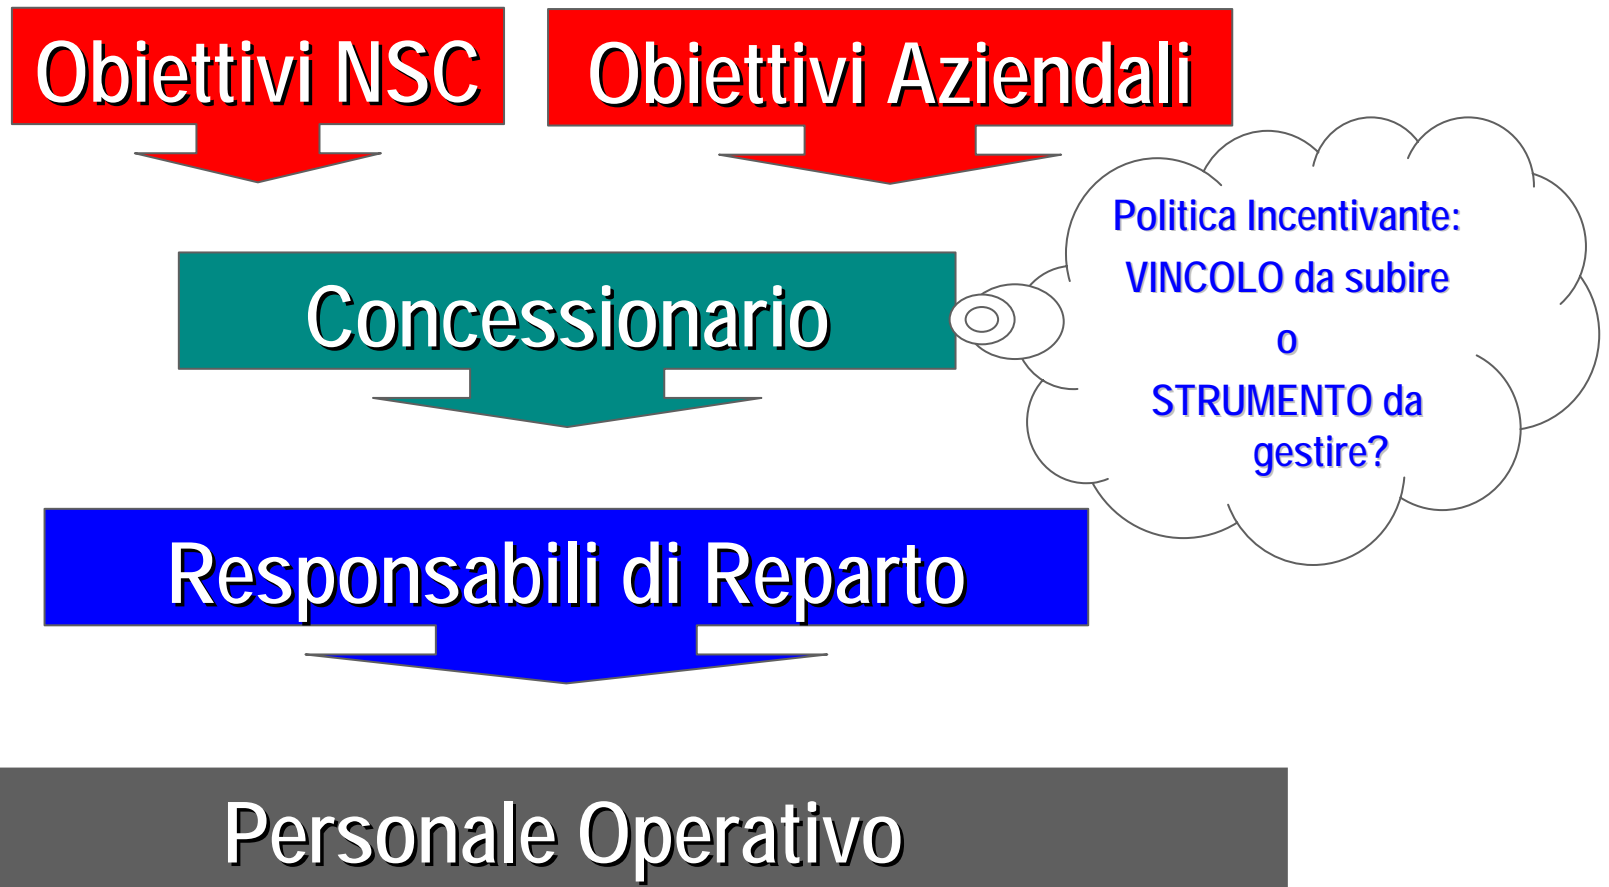 Obiettivi NSC
Obiettivi Aziendali
Concessionario
Politica Incentivante:
VINCOLO da subire
o
STRUMENTO da
gestire?
Responsabili di Reparto
Personale Operativo